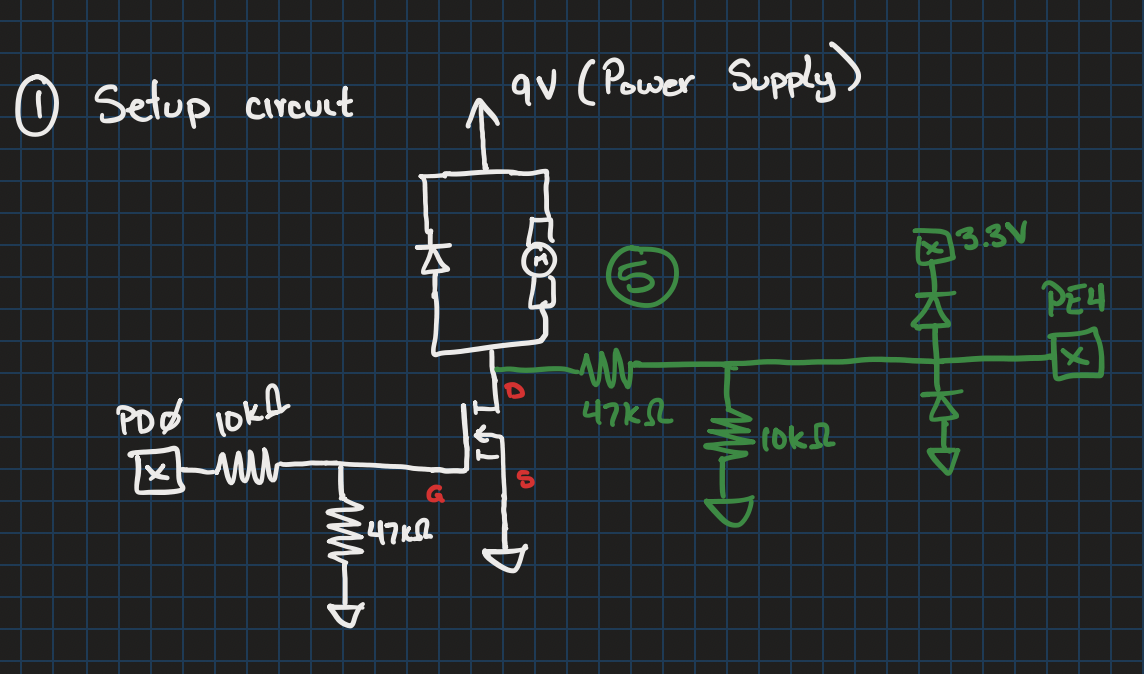 ① Setup circuit
9V (Power Supply)
M
⑤
X 3.3V
PE4
X
D
47kΩ
10kΩ
PDØ 10kΩ
X
G
S
47kΩ